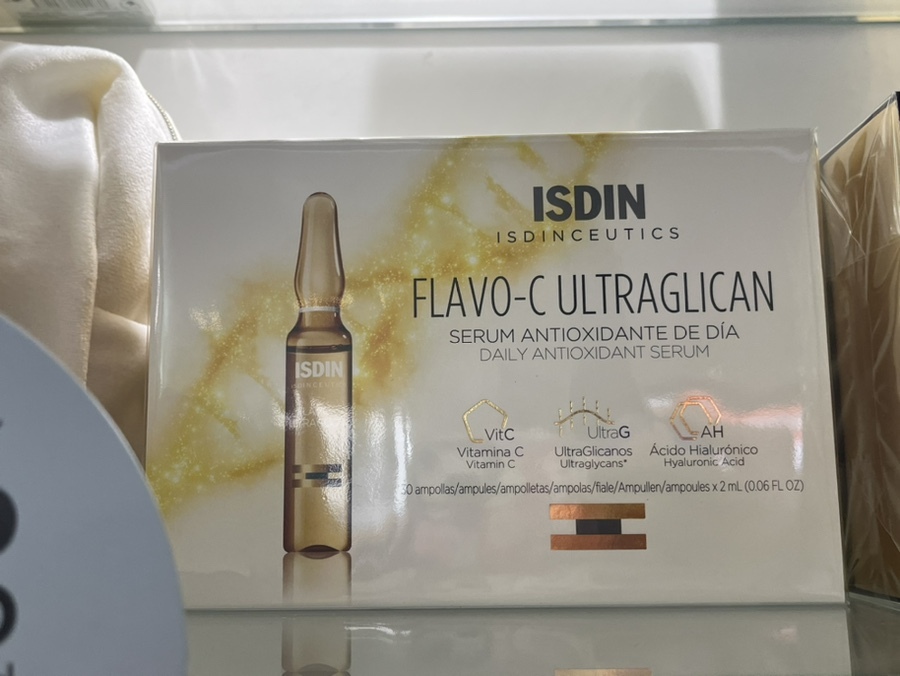 ISDIN
ISDINCEUTICS
FLAVO-C ULTRAGLICAN
SERUM ANTIOXIDANTE DE DÍA
DAILY ANTIOXIDANT SERUM
ISDIN
VitC
UltraG
AH
Vitamina C
UltraGlicanos
Ácido Hialurónico
Vitamin C
Ultraglycans*
Hyaluronic Acid
30 ampollas/ampules/ampolletas/ampolas/fiale/Ampullen/ampoules x 2 mL (0.06 FL OZ)